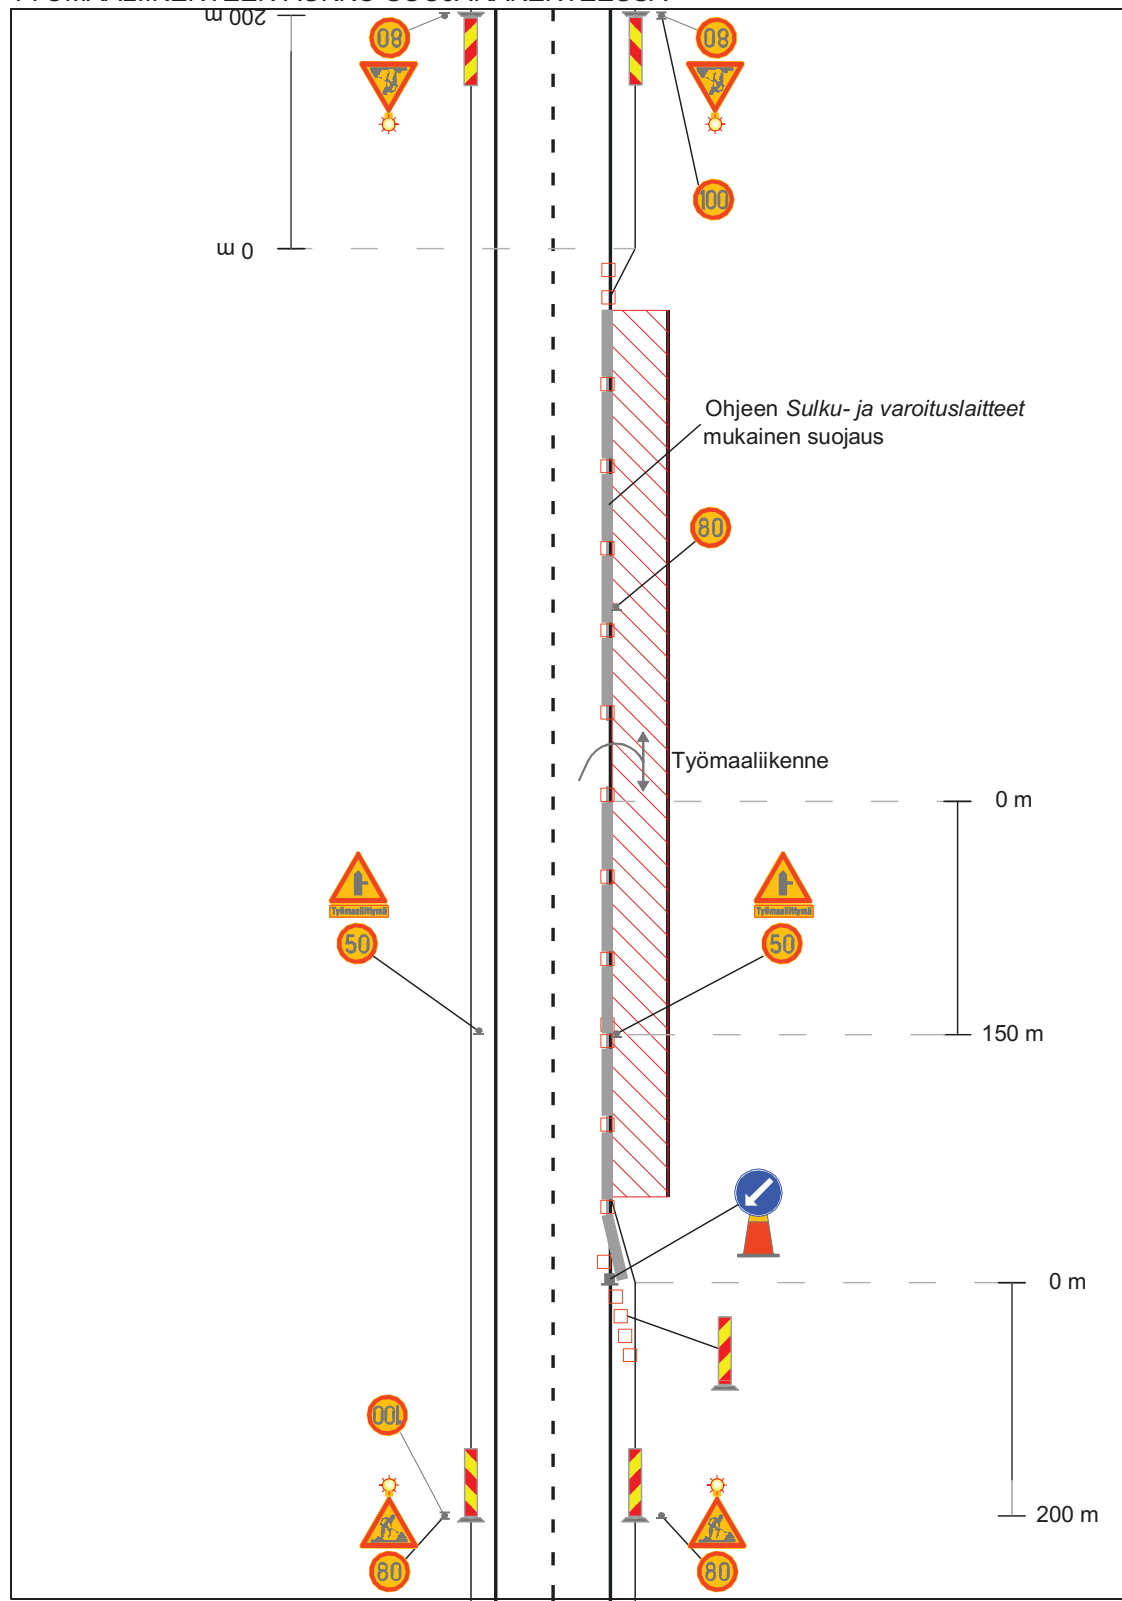 200 m
80
80
100
0 m
Ohjeen Sulku- ja varoituslaitteet
mukainen suojaus
80
Työmaaliikenne
0 m
Työmaaliittymä
Työmaaliittymä
50
50
150 m
0 m
100
200 m
80
80